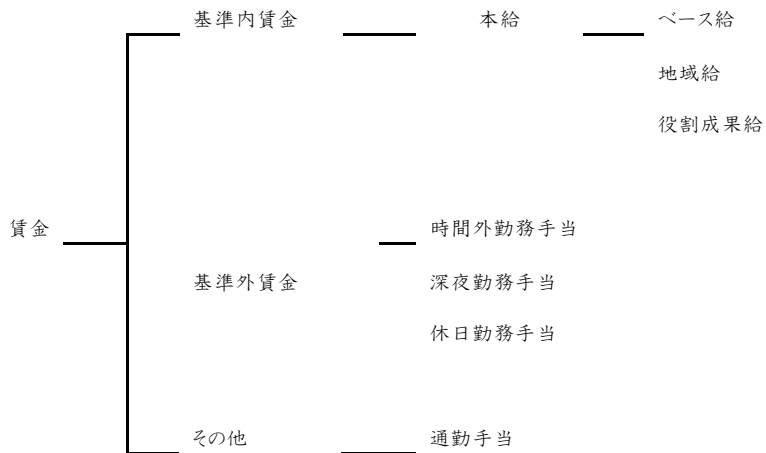 基準内賃金 本給 ベース給
地域給
役割成果給
賃金 時間外勤務手当
基準外賃金 深夜勤務手当
休日勤務手当
その他 通勤手当